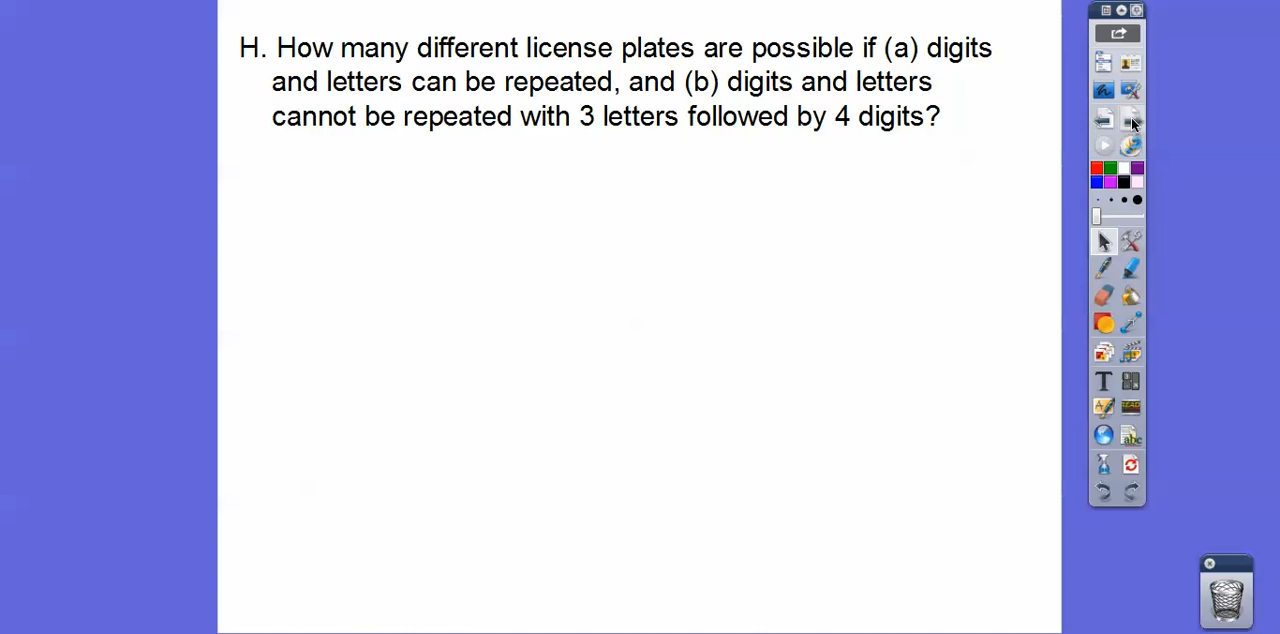 H. How many different license plates are possible if (a) digits
and letters can be repeated, and (b) digits and letters
cannot be repeated with 3 letters followed by 4 digits?